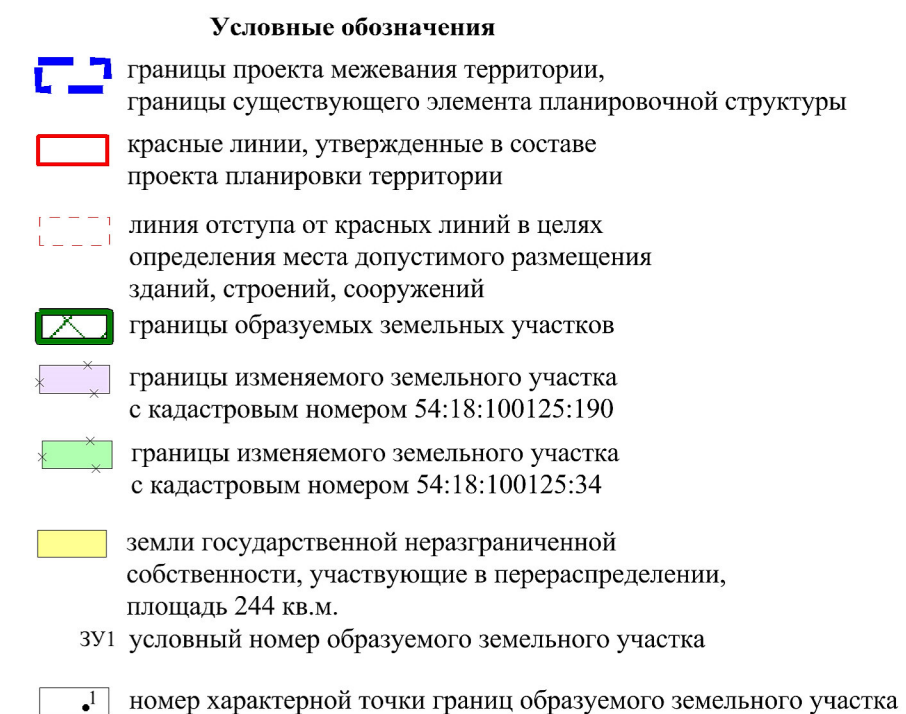 Условные обозначения
границы проекта межевания территории,
границы существующего элемента планировочной структуры
красные линии, утвержденные в составе
проекта планировки территории
линия отступа от красных линий в целях
определения места допустимого размещения
зданий, строений, сооружений
границы образуемых земельных участков
границы изменяемого земельного участка
с кадастровым номером 54:18:100125:190
границы изменяемого земельного участка
с кадастровым номером 54:18:100125:34
земли государственной неразграниченной
собственности, участвующие в перераспределении,
площадь 244 кв.м.
ЗУ1 условный номер образуемого земельного участка
1 номер характерной точки границ образуемого земельного участка